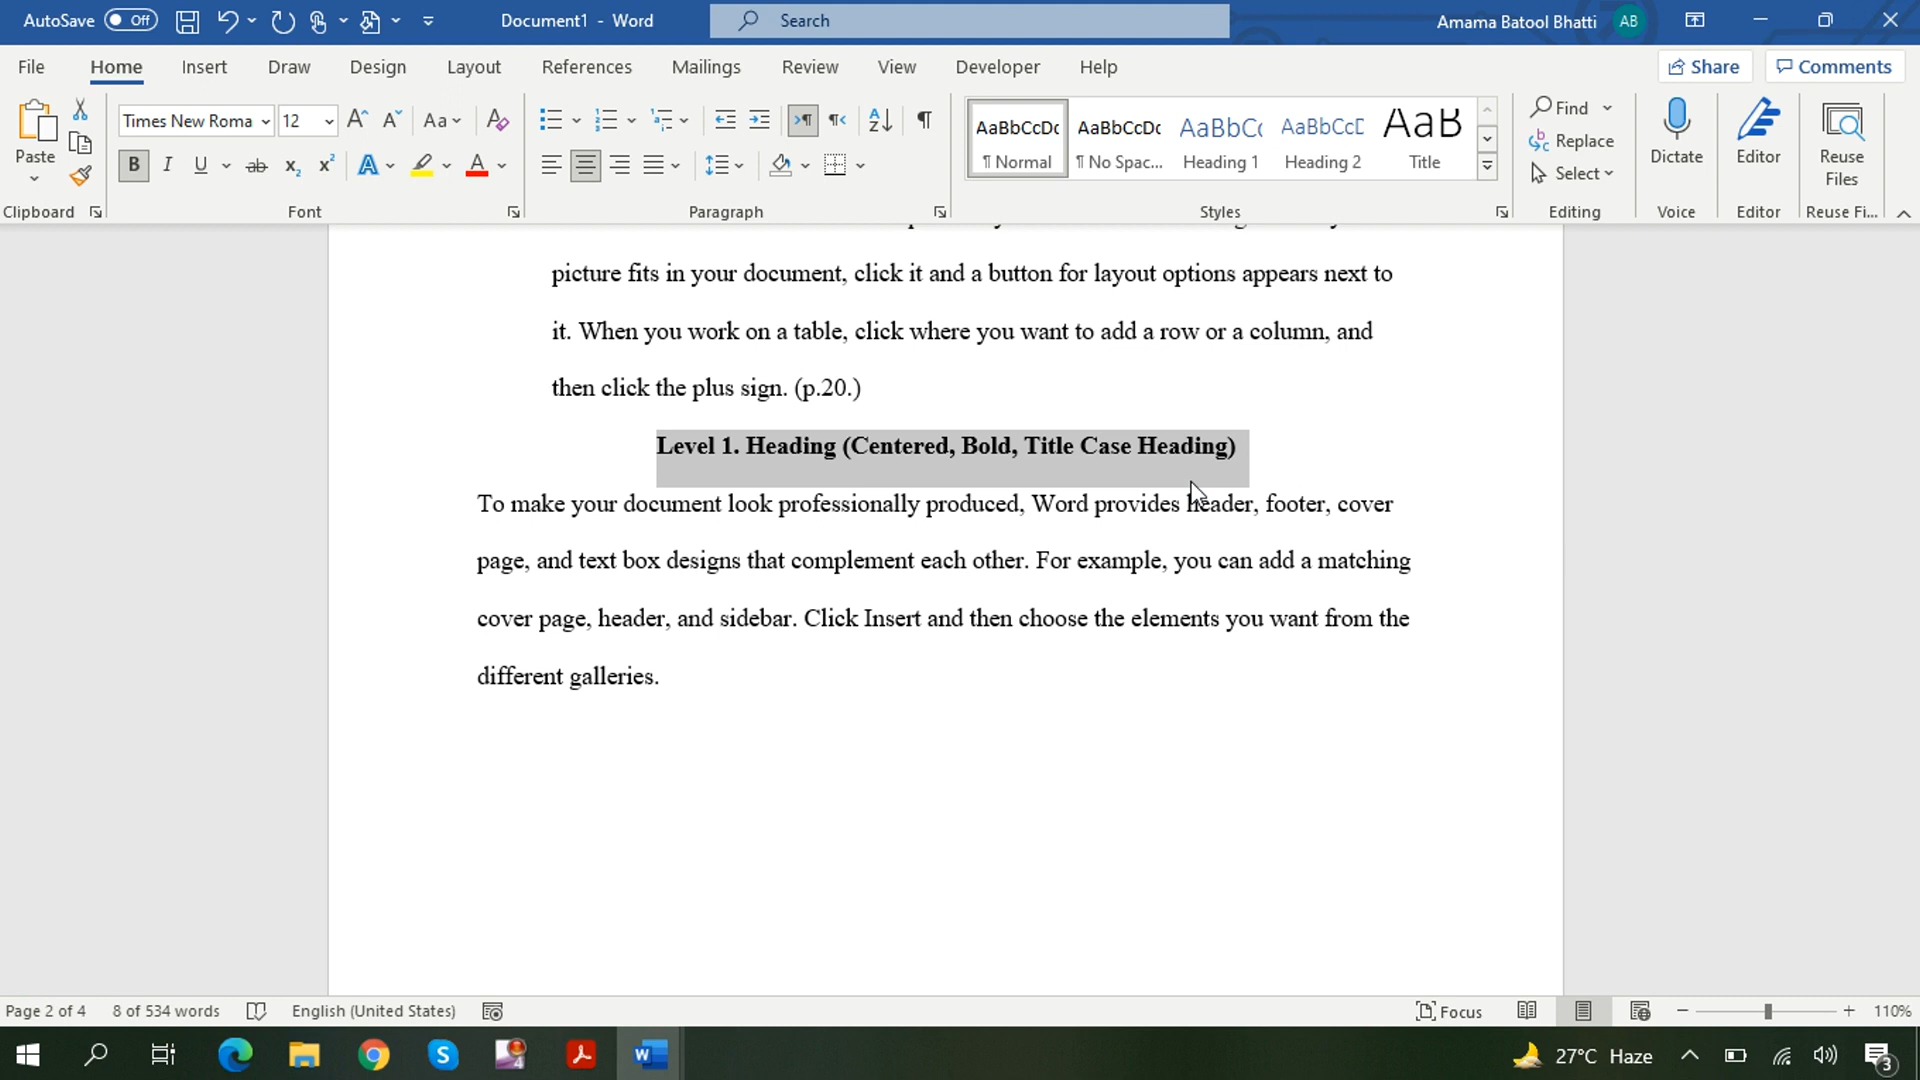 AutoSave Off Document1 - Word Search Amama Batool Bhatti AB
File Home Insert Draw Design Layout References Mailings Review View Developer Help Share Comments
Times New Roma 12 Aa
Paste
B I U ab x₂ x² A A
AaBbCcDc AaBbCcDc AaBbCc AaBbCcD AaB
¶ Normal ¶ No Spac... Heading 1 Heading 2 Title
Find
Replace
Select
Dictate Editor Reuse Files
Clipboard Font Paragraph Styles Editing Voice Editor Reuse Fi...
picture fits in your document, click it and a button for layout options appears next to
it. When you work on a table, click where you want to add a row or a column, and
then click the plus sign. (p.20.)
Level 1. Heading (Centered, Bold, Title Case Heading)
To make your document look professionally produced, Word provides header, footer, cover
page, and text box designs that complement each other. For example, you can add a matching
cover page, header, and sidebar. Click Insert and then choose the elements you want from the
different galleries.
Page 2 of 4 8 of 534 words English (United States) Focus 110%
27°C Haze 3